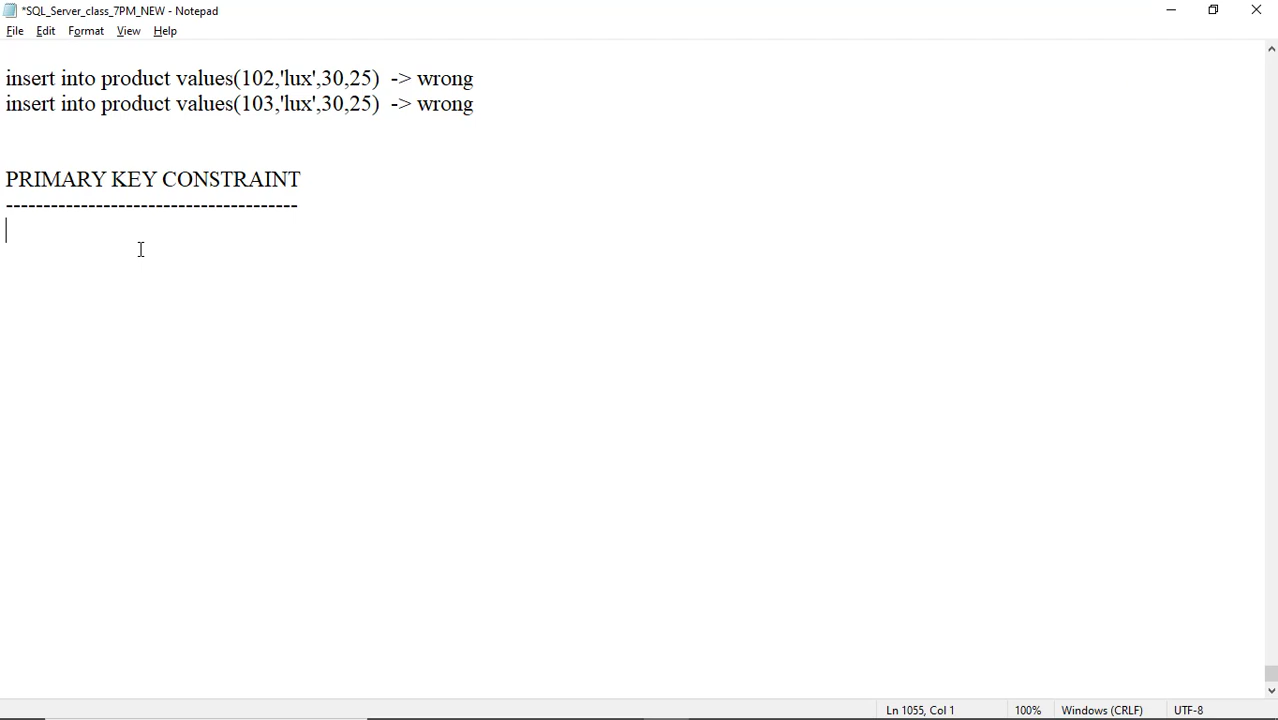 *SQL_Server_class_7PM_NEW - Notepad
File Edit Format View Help
insert into product values(102,'lux',30,25)  -> wrong
insert into product values(103,'lux',30,25)  -> wrong
PRIMARY KEY CONSTRAINT
---------------------------------------
Ln 1055, Col 1 100% Windows (CRLF) UTF-8